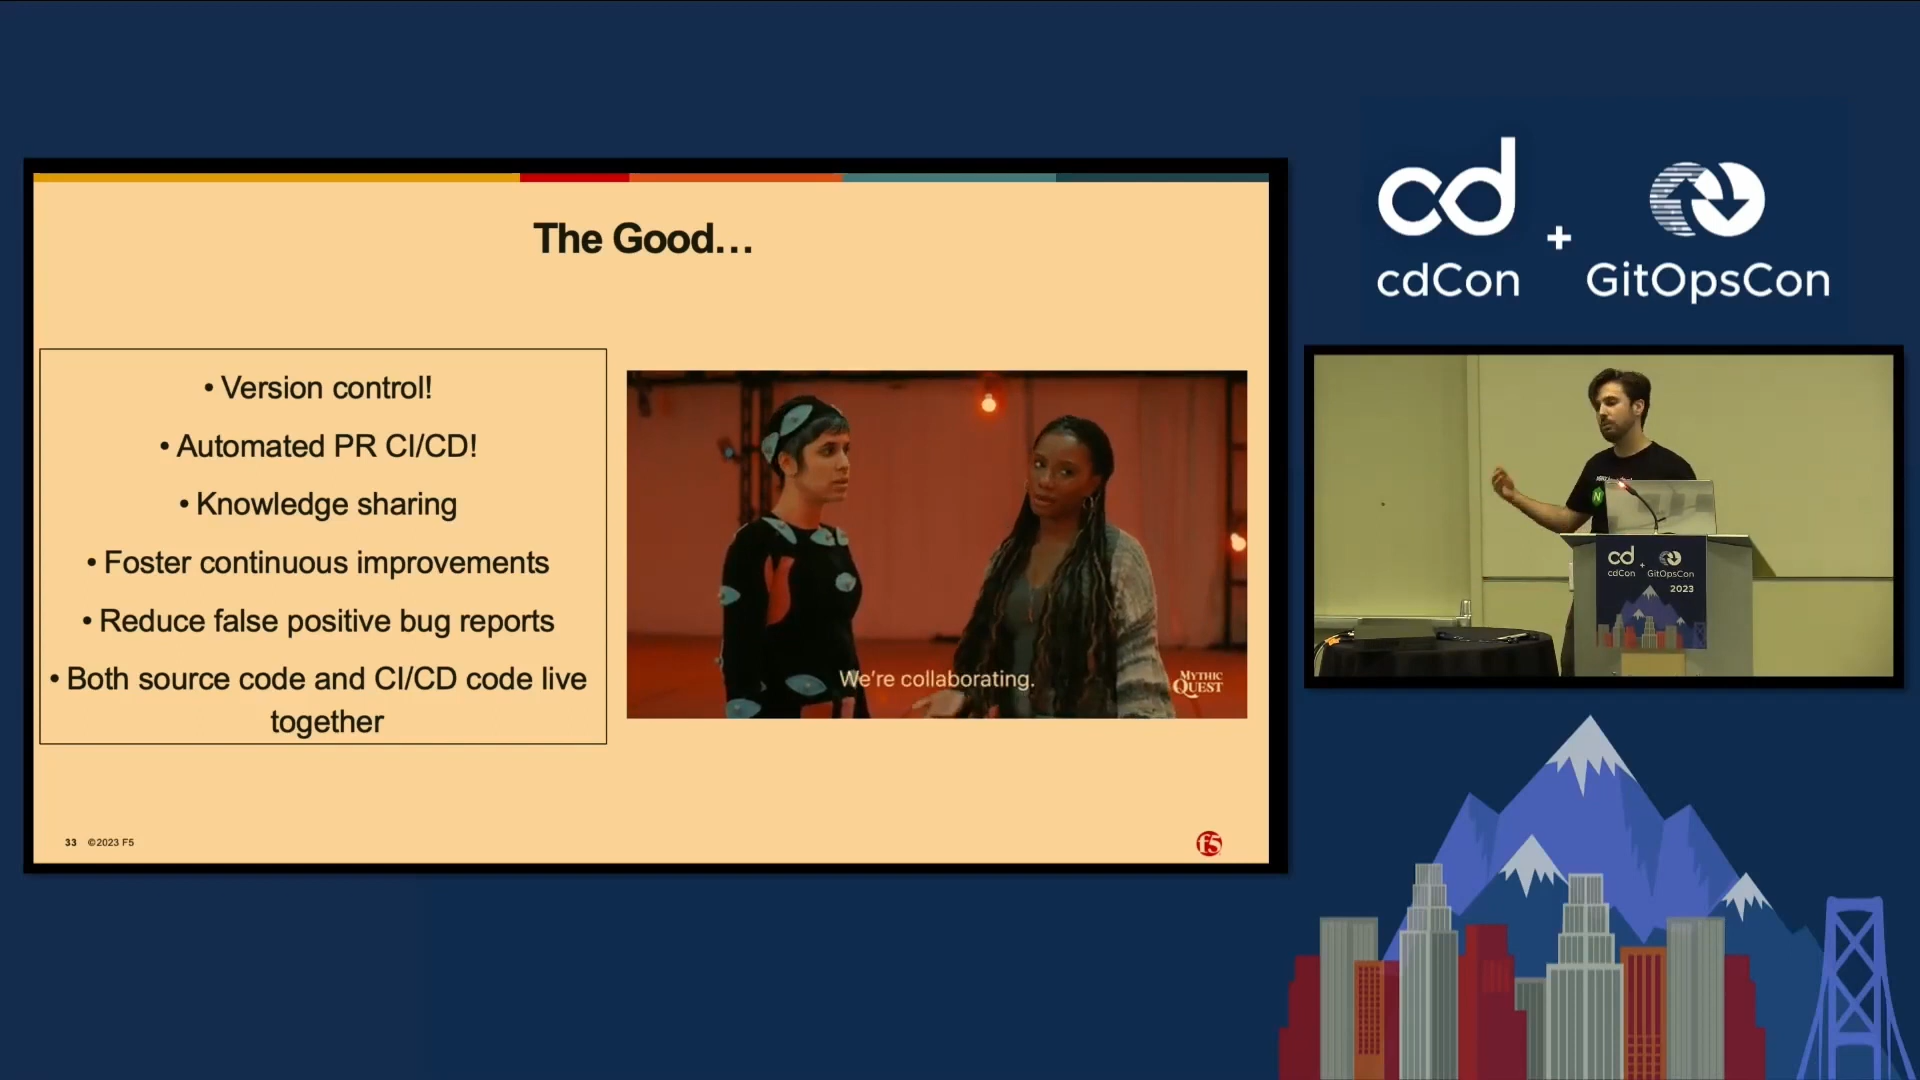 The Good...
• Version control!
• Automated PR CI/CD!
• Knowledge sharing
• Foster continuous improvements
• Reduce false positive bug reports
• Both source code and CI/CD code live
together
We're collaborating.
MYTHIC
QUEST
33 ©2023 F5
f5
cd
cdCon
+
GitOpsCon
N
cd
cdCon
+
GitOpsCon
2023